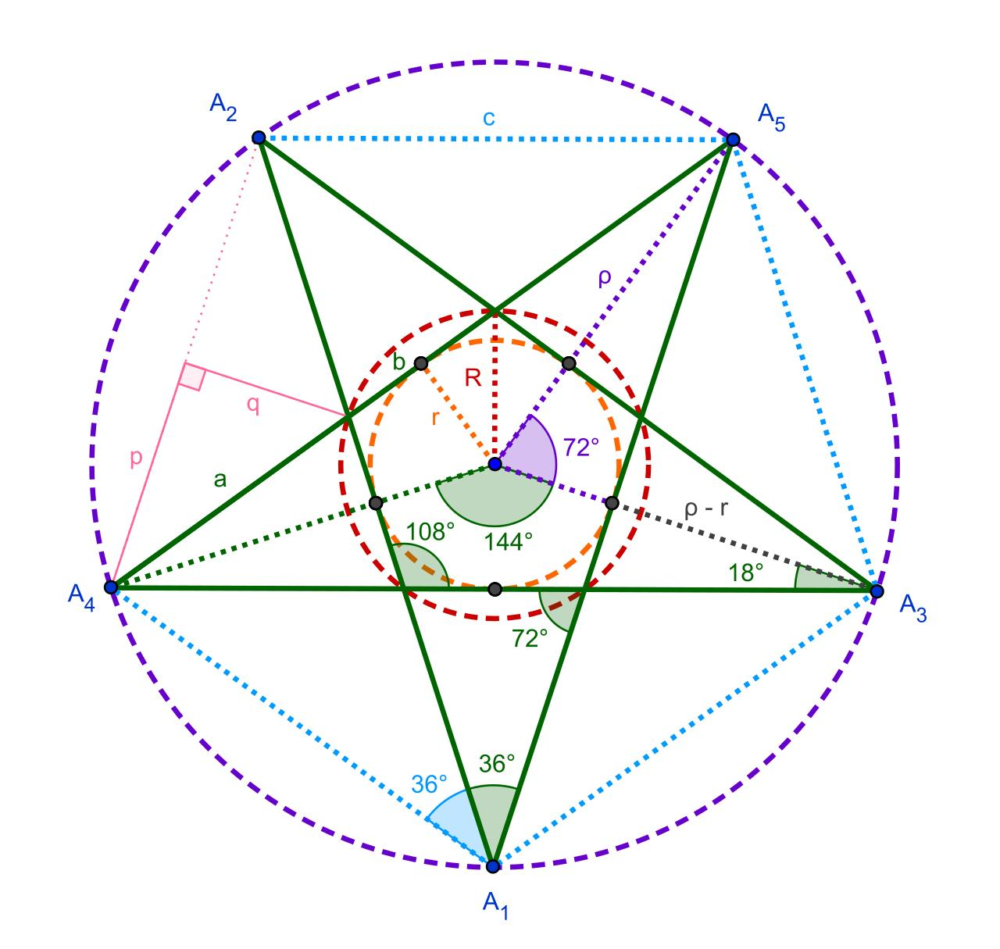 A₂
c
A₅
ρ
b
R
r
q
72°
p
a
ρ - r
108°
144°
18°
A₄
A₃
72°
36°
36°
A₁